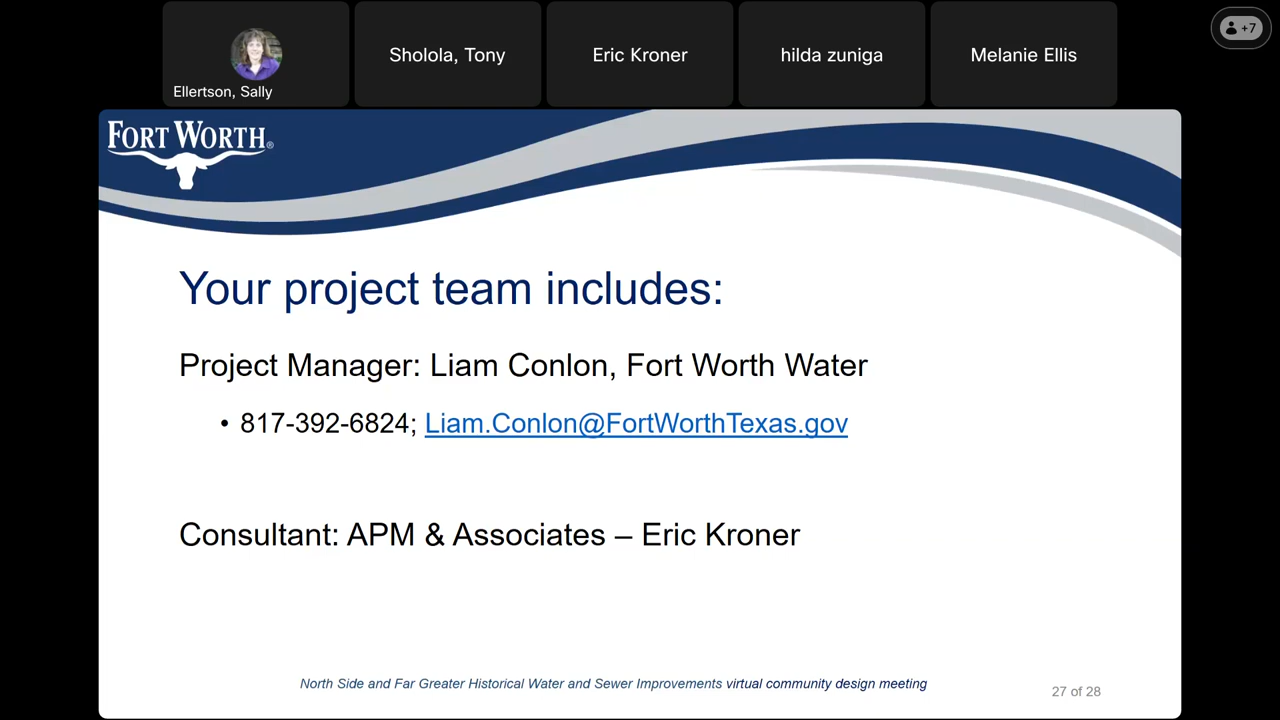 +7
Ellertson, Sally
Sholola, Tony
Eric Kroner
hilda zuniga
Melanie Ellis
FORT WORTH®
Your project team includes:
Project Manager: Liam Conlon, Fort Worth Water
• 817-392-6824; Liam.Conlon@FortWorthTexas.gov
Consultant: APM & Associates – Eric Kroner
North Side and Far Greater Historical Water and Sewer Improvements virtual community design meeting
27 of 28